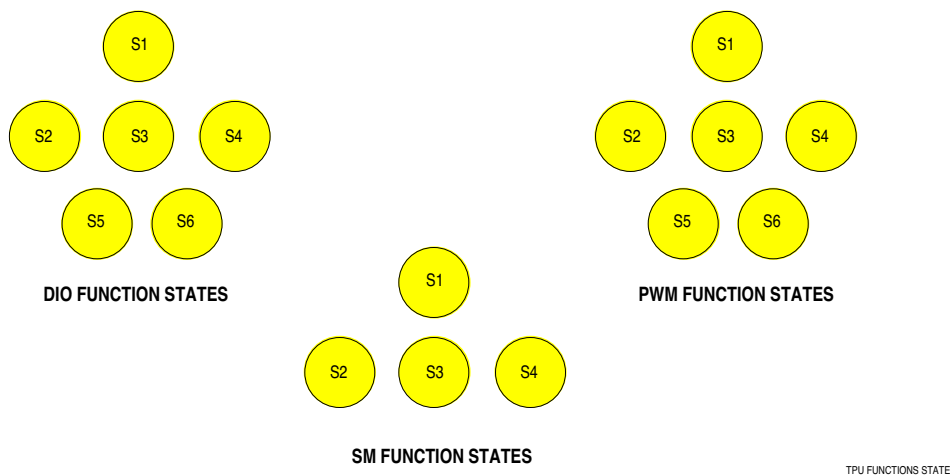 S1
S2 S3 S4
S5 S6
DIO FUNCTION STATES
S1
S2 S3 S4
S5 S6
PWM FUNCTION STATES
S1
S2 S3 S4
SM FUNCTION STATES
TPU FUNCTIONS STATE